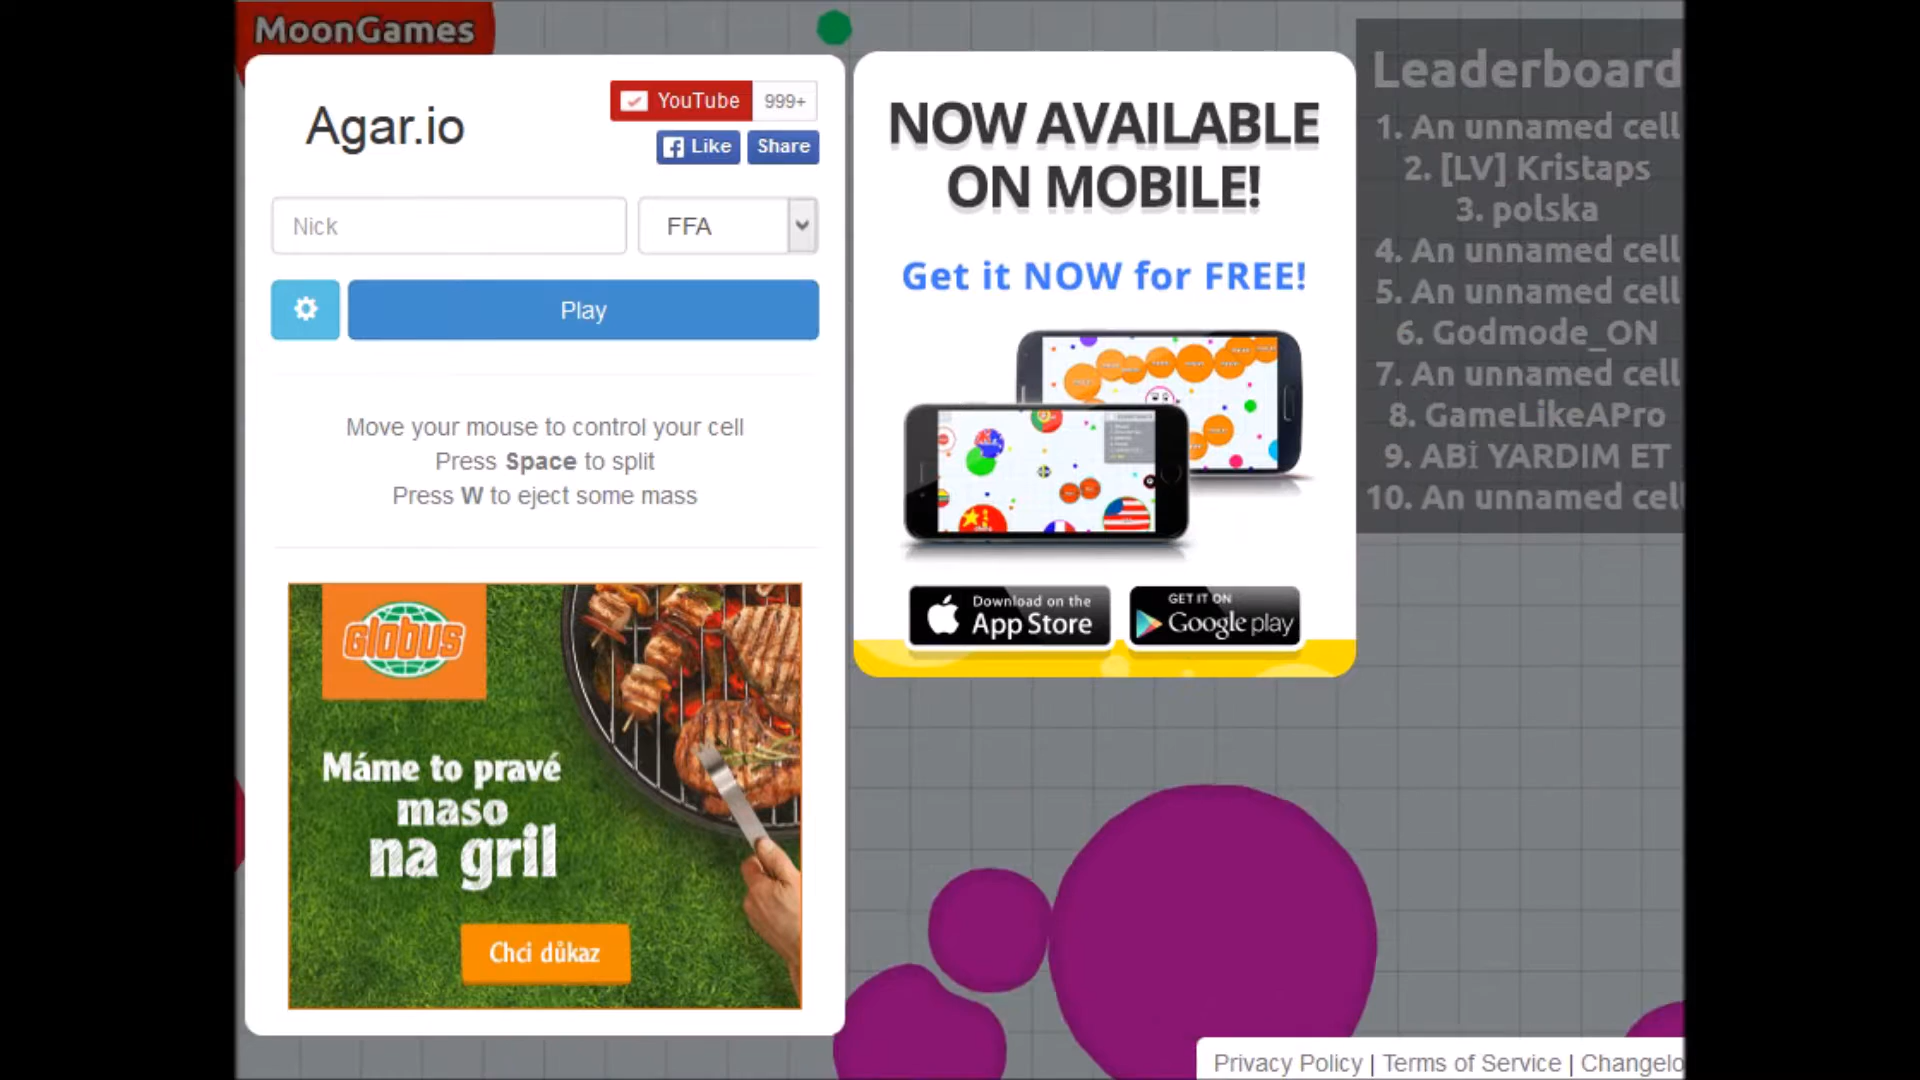 MoonGames
Agar.io
YouTube 999+
Like Share
Nick
FFA
Play
Move your mouse to control your cell
Press Space to split
Press W to eject some mass
Globus
Máme to pravé
maso
na gril
Chci důkaz
NOW AVAILABLE
ON MOBILE!
Get it NOW for FREE!
Download on the
App Store
GET IT ON
Google play
Leaderboard
1. An unnamed cell
2. [LV] Kristaps
3. polska
4. An unnamed cell
5. An unnamed cell
6. Godmode_ON
7. An unnamed cell
8. GameLikeAPro
9. ABİ YARDIM ET
10. An unnamed cell
Privacy Policy | Terms of Service | Changelo